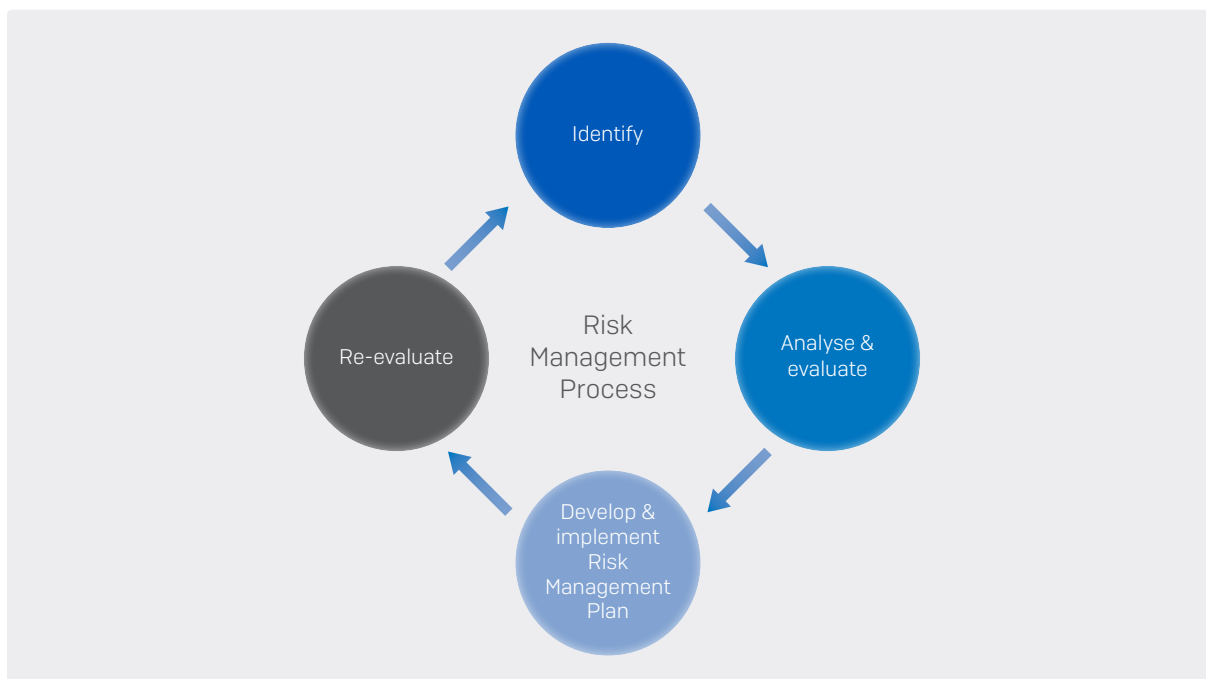 Identify
Analyse &
evaluate
Develop &
implement
Risk
Management
Plan
Re-evaluate
Risk
Management
Process